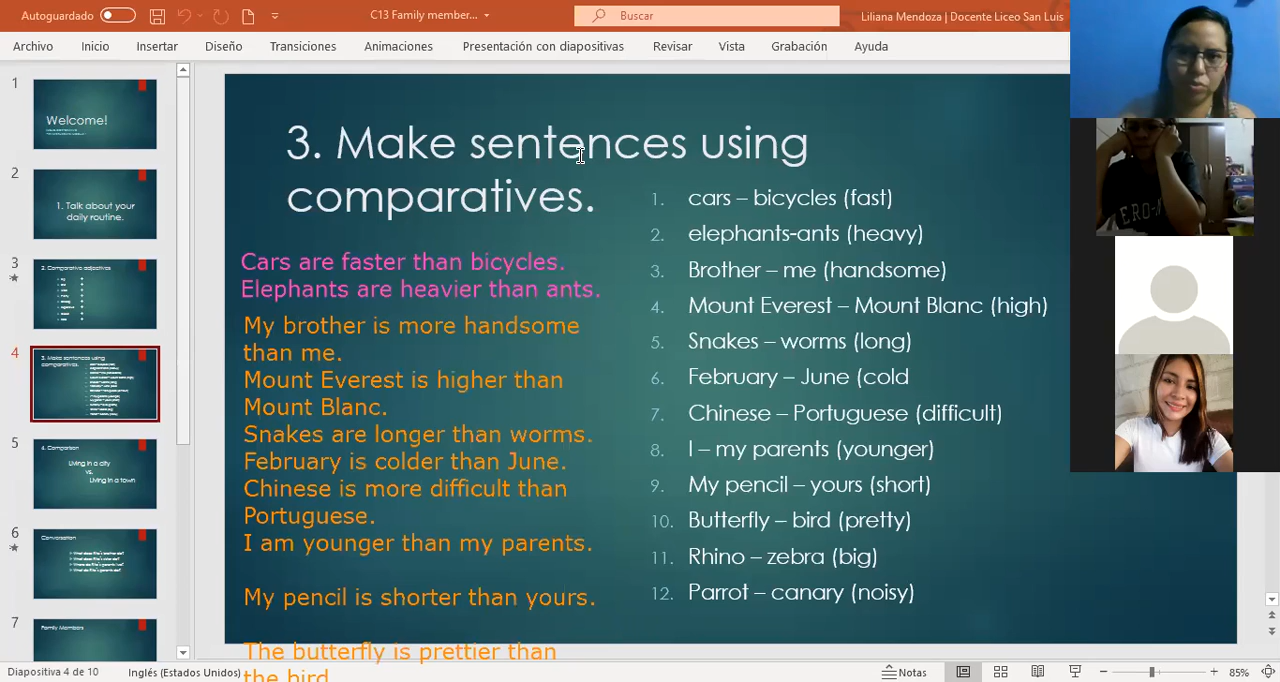 Autoguardado
C13 Family member...
Buscar
Liliana Mendoza | Docente Liceo San Luis
Archivo Inicio Insertar Diseño Transiciones Animaciones Presentación con diapositivas Revisar Vista Grabación Ayuda
1
Welcome!
2
1. Talk about your
daily routine.
3
2. Comparative adjectives
4
3. Make sentences using
comparatives.
5
4. Comparison
Living in a city
vs.
Living in a town
6
Conversation
7
Family Members
3. Make sentences using
comparatives.
Cars are faster than bicycles.
Elephants are heavier than ants.
My brother is more handsome
than me.
Mount Everest is higher than
Mount Blanc.
Snakes are longer than worms.
February is colder than June.
Chinese is more difficult than
Portuguese.
I am younger than my parents.
My pencil is shorter than yours.
The butterfly is prettier than
the bird
1. cars – bicycles (fast)
2. elephants-ants (heavy)
3. Brother – me (handsome)
4. Mount Everest – Mount Blanc (high)
5. Snakes – worms (long)
6. February – June (cold
7. Chinese – Portuguese (difficult)
8. I – my parents (younger)
9. My pencil – yours (short)
10. Butterfly – bird (pretty)
11. Rhino – zebra (big)
12. Parrot – canary (noisy)
Diapositiva 4 de 10
Inglés (Estados Unidos)
Notas
85%